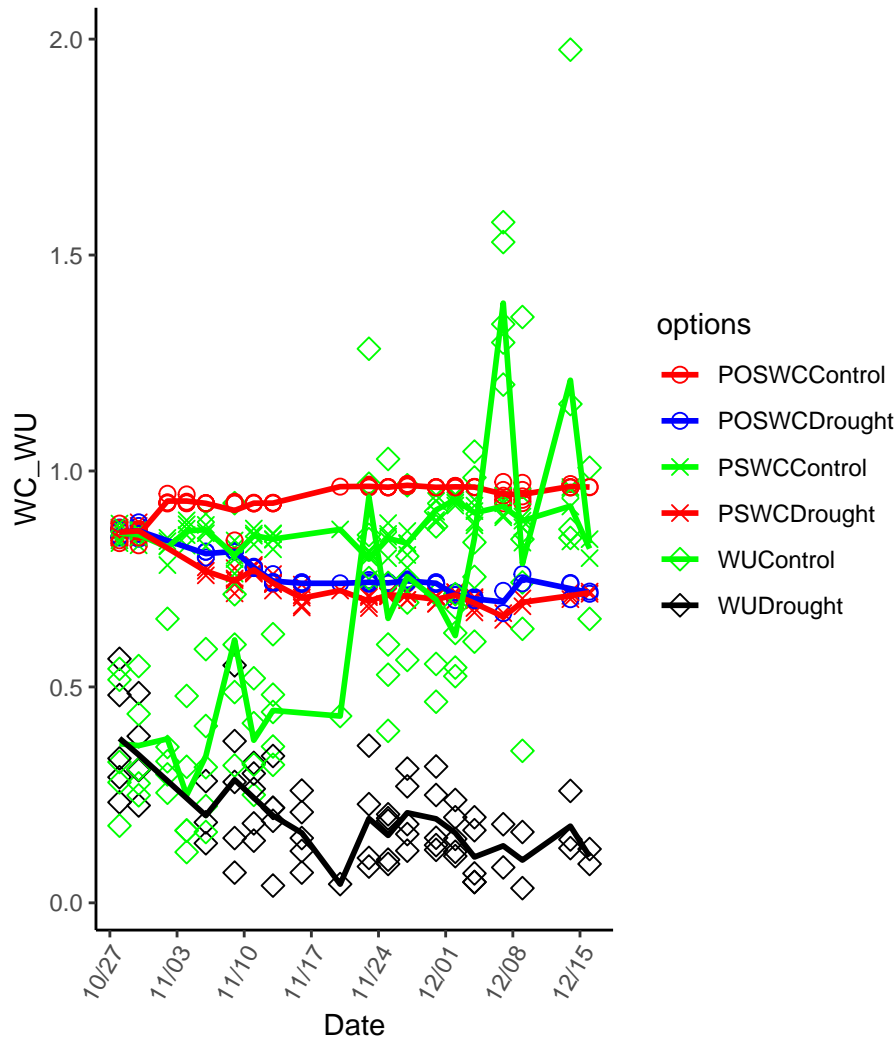 2.0
1.5
1.0
0.5
0.0
WC_WU
10/27
11/03
11/10
11/17
11/24
12/01
12/08
12/15
Date
options
POSWCControl
POSWCDrought
PSWCControl
PSWCDrought
WUControl
WUDrought